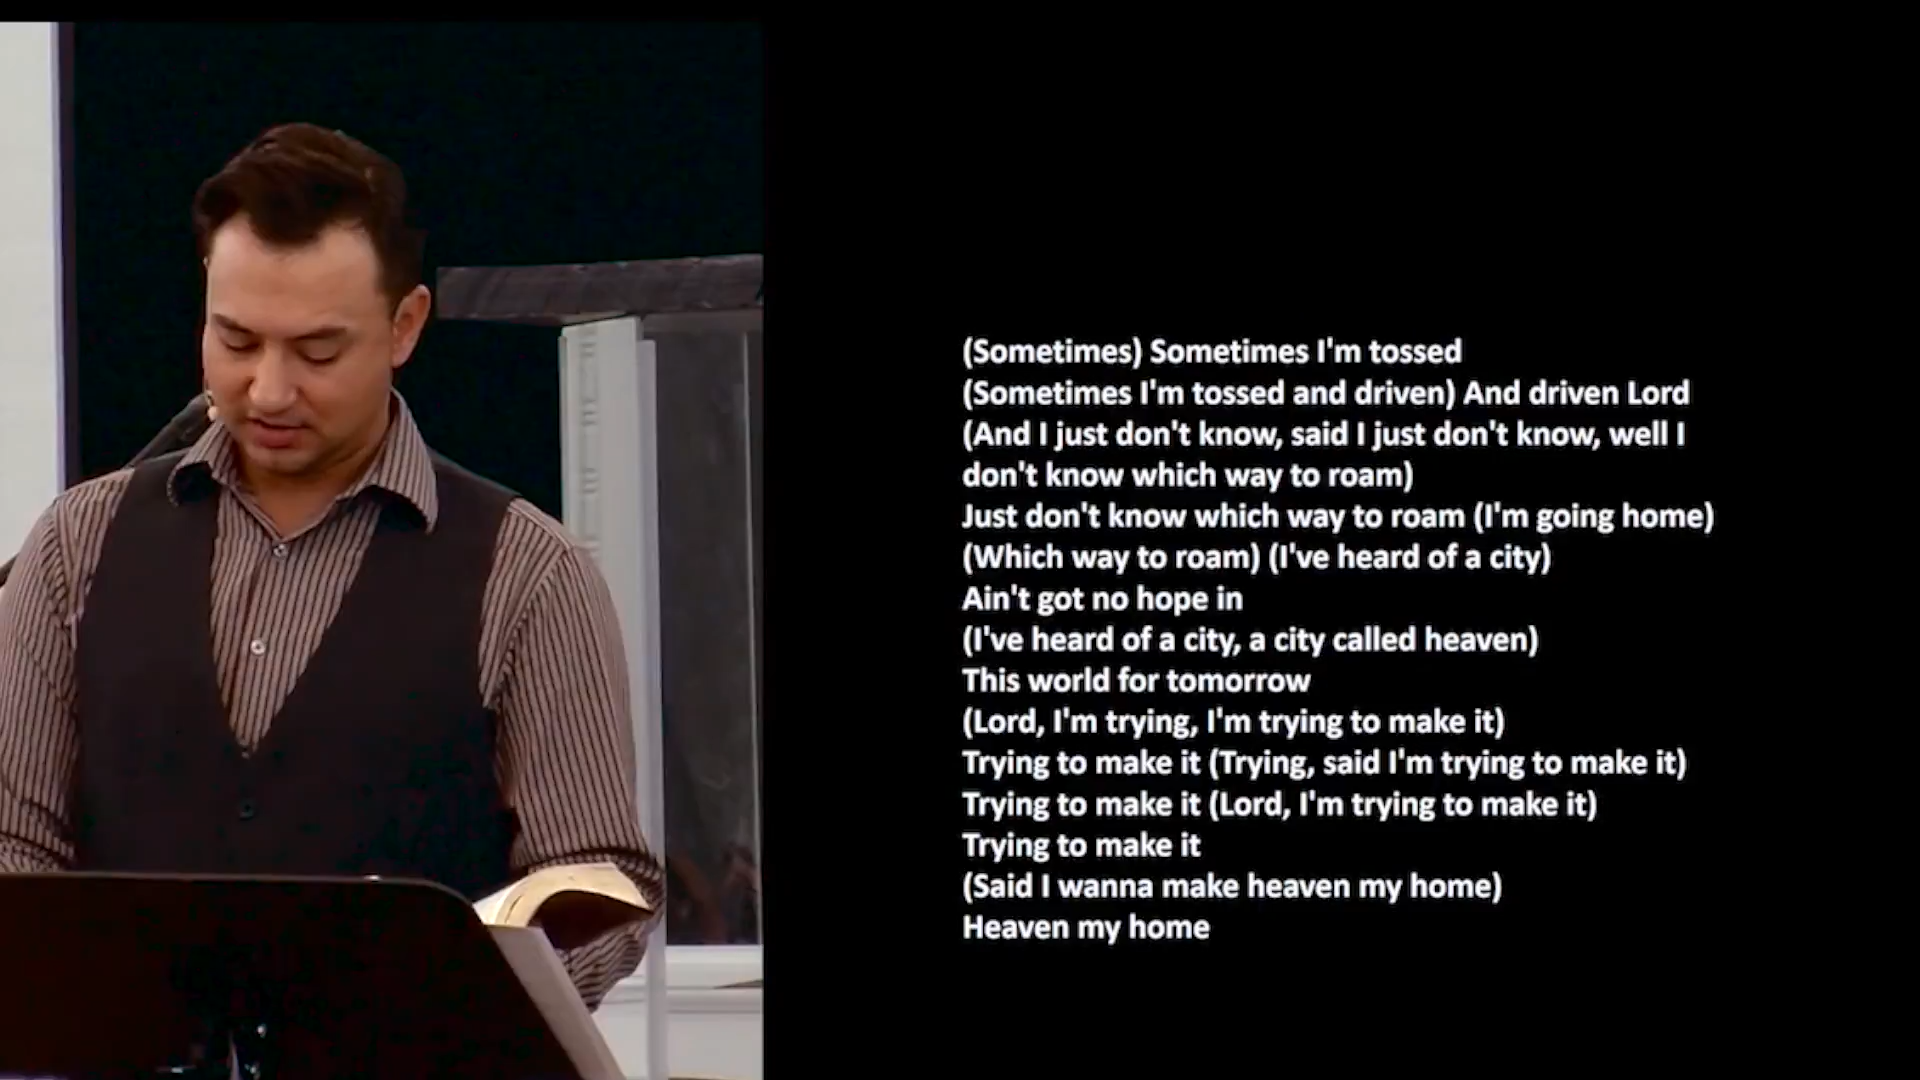 (Sometimes) Sometimes I'm tossed
(Sometimes I'm tossed and driven) And driven Lord
(And I just don't know, said I just don't know, well I
don't know which way to roam)
Just don't know which way to roam (I'm going home)
(Which way to roam) (I've heard of a city)
Ain't got no hope in
(I've heard of a city, a city called heaven)
This world for tomorrow
(Lord, I'm trying, I'm trying to make it)
Trying to make it (Trying, said I'm trying to make it)
Trying to make it (Lord, I'm trying to make it)
Trying to make it
(Said I wanna make heaven my home)
Heaven my home